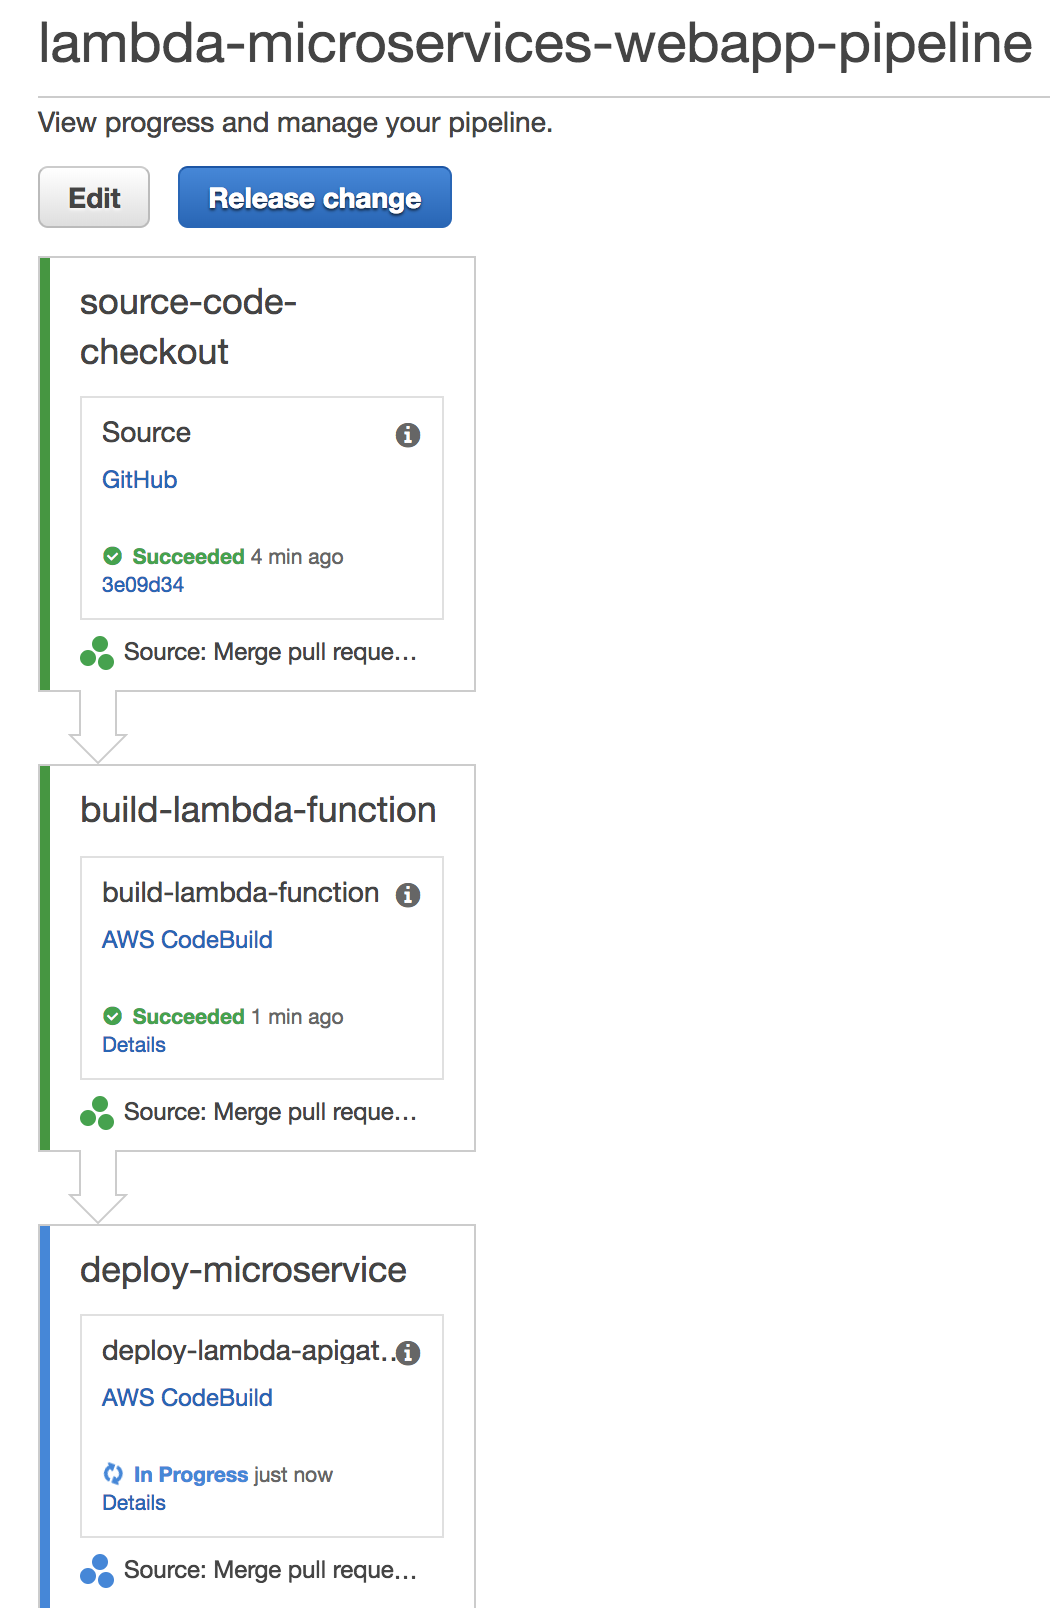 lambda-microservices-webapp-pipeline
View progress and manage your pipeline.
Edit
Release change
source-code-
checkout
Source
GitHub
Succeeded 4 min ago
3e09d34
Source: Merge pull reque...
build-lambda-function
build-lambda-function
AWS CodeBuild
Succeeded 1 min ago
Details
Source: Merge pull reque...
deploy-microservice
deploy-lambda-apigat..
AWS CodeBuild
In Progress just now
Details
Source: Merge pull reque...